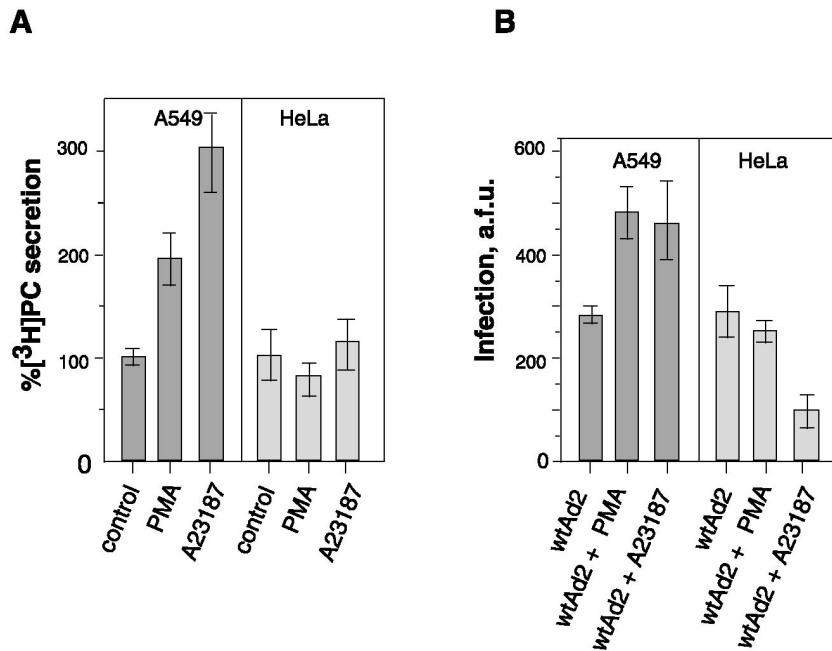 A
%[³H]PC secretion
300
200
100
0
A549
HeLa
control
PMA
A23187
control
PMA
A23187
B
Infection, a.f.u.
600
400
200
0
A549
HeLa
wtAd2
wtAd2 + PMA
wtAd2 + A23187
wtAd2
wtAd2 + PMA
wtAd2 + A23187